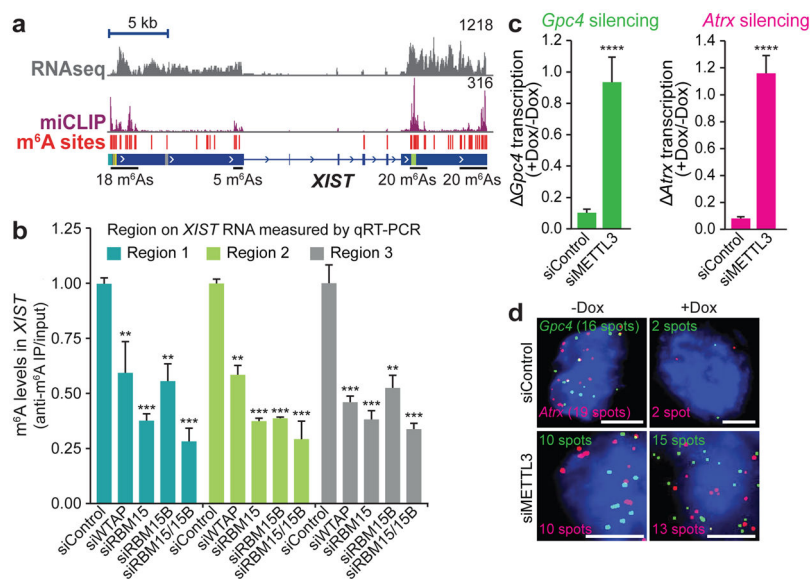 a
5 kb
1218
RNAseq
316
miCLIP
m⁶A sites
18 m⁶As
5 m⁶As
XIST
20 m⁶As
20 m⁶As
b
Region on XIST RNA measured by qRT-PCR
Region 1
Region 2
Region 3
m⁶A levels in XIST
(anti-m⁶A IP/input)
1.25
1.00
0.75
0.50
0.25
0.00
**
***
**
***
**
***
***
***
***
***
**
***
siControl
siWTAP
siRBM15
siRBM15B
siRBM15/15B
siControl
siWTAP
siRBM15
siRBM15B
siRBM15/15B
siControl
siWTAP
siRBM15
siRBM15B
siRBM15/15B
c
Gpc4 silencing
ΔGpc4 transcription
(+Dox/-Dox)
1.2
1.0
0.8
0.6
0.4
0.2
0.0
****
siControl
siMETTL3
Atrx silencing
ΔAtrx transcription
(+Dox/-Dox)
1.4
1.2
1.0
0.8
0.6
0.4
0.2
0.0
****
siControl
siMETTL3
d
-Dox
+Dox
siControl
Gpc4 (16 spots)
2 spots
Atrx (19 spots)
2 spot
siMETTL3
10 spots
15 spots
10 spots
13 spots